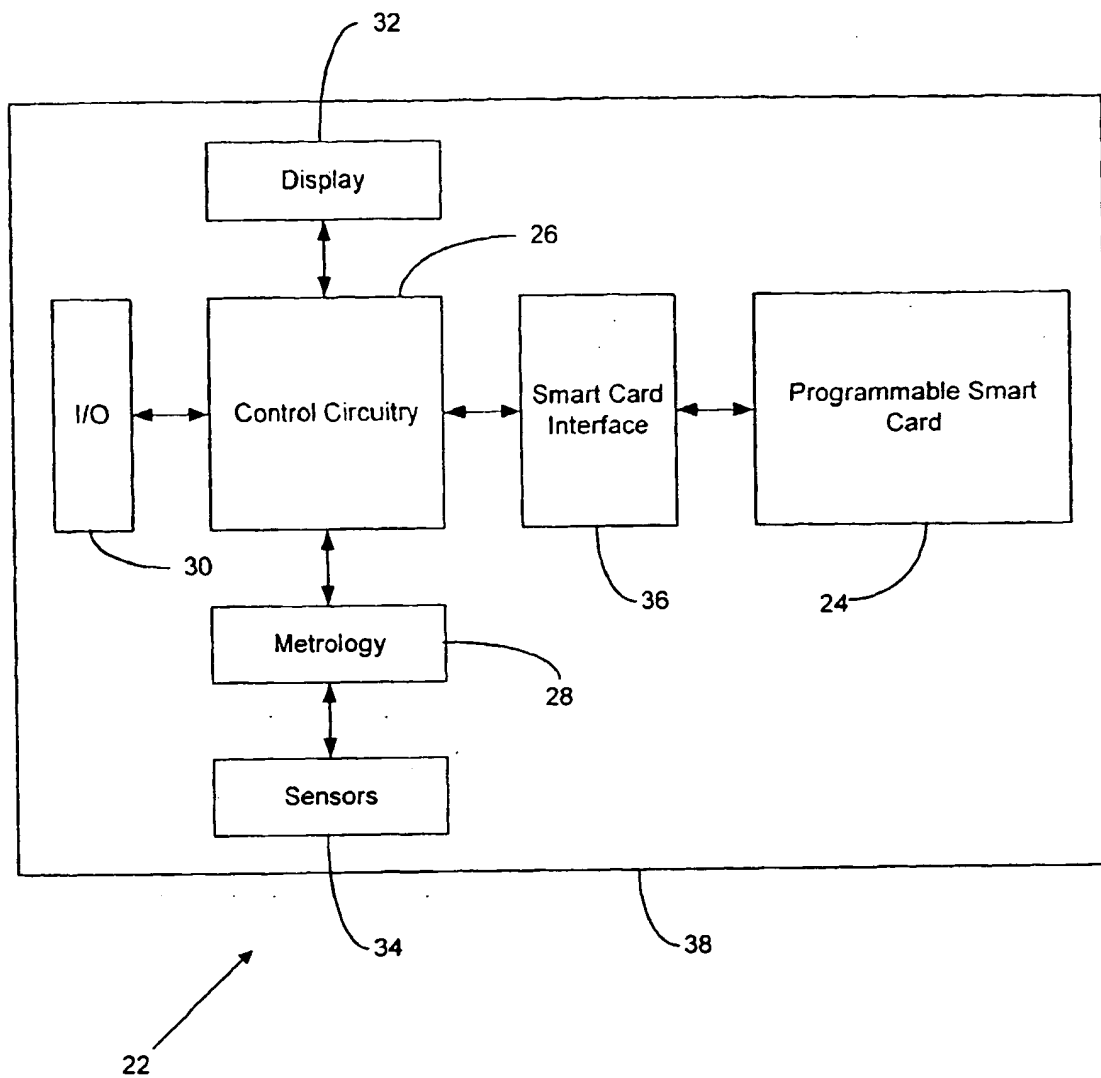 32
Display
26
I/O
Control Circuitry
Smart Card
Interface
Programmable Smart
Card
30
36
24
Metrology
28
Sensors
34
38
22